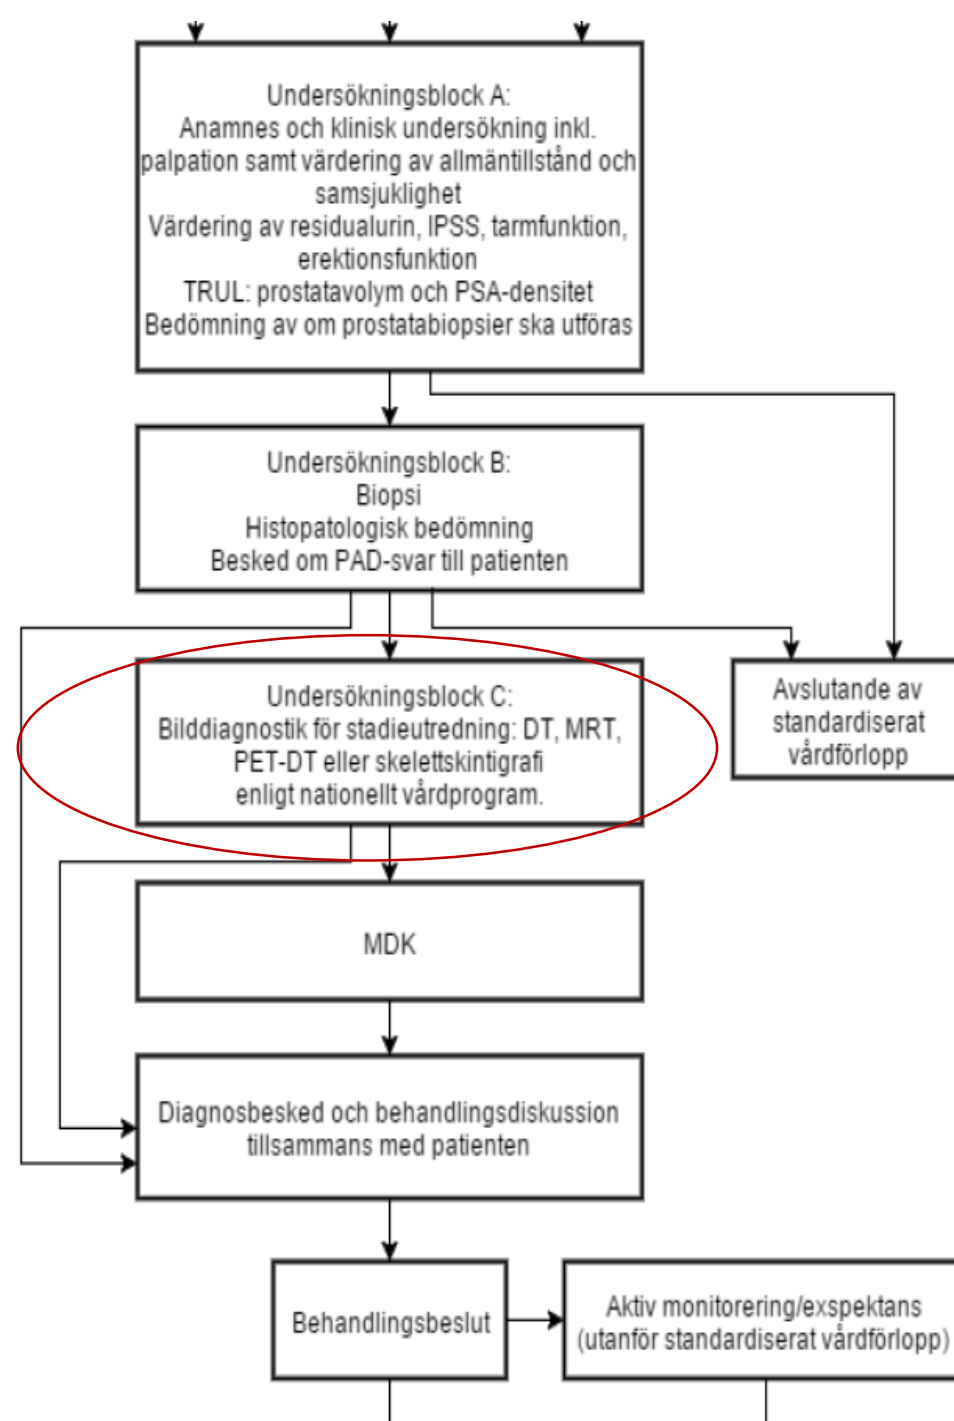 Undersökningsblock A:
Anamnes och klinisk undersökning inkl.
palpation samt värdering av allmäntillstånd och
samsjuklighet
Värdering av residualurin, IPSS, tarmfunktion,
erektionsfunktion
TRUL: prostatavolym och PSA-densitet
Bedömning av om prostatabiopsier ska utföras
Undersökningsblock B:
Biopsi
Histopatologisk bedömning
Besked om PAD-svar till patienten
Undersökningsblock C:
Bilddiagnostik för stadieutredning: DT, MRT,
PET-DT eller skelettskintigrafi
enligt nationellt vårdprogram.
Avslutande av
standardiserat
vårdförlopp
MDK
Diagnosbesked och behandlingsdiskussion
tillsammans med patienten
Behandlingsbeslut
Aktiv monitorering/exspektans
(utanför standardiserat vårdförlopp)